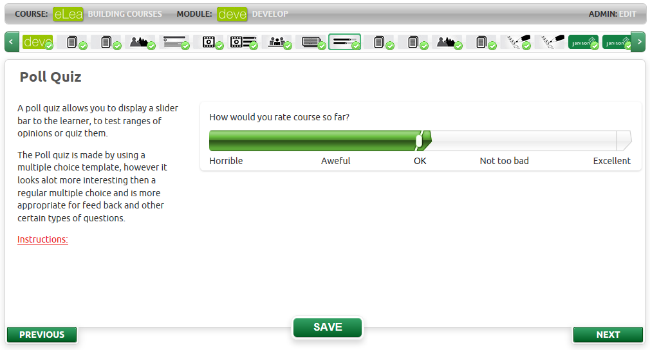 COURSE: eLea BUILDING COURSES MODULE: deve DEVELOP ADMIN: EDIT
deve
Poll Quiz
A poll quiz allows you to display a slider
bar to the learner, to test ranges of
opinions or quiz them.
The Poll quiz is made by using a
multiple choice template, however it
looks alot more interesting then a
regular multiple choice and is more
appropriate for feed back and other
certain types of questions.
Instructions:
How would you rate course so far?
Horrible Aweful OK Not too bad Excellent
PREVIOUS SAVE NEXT